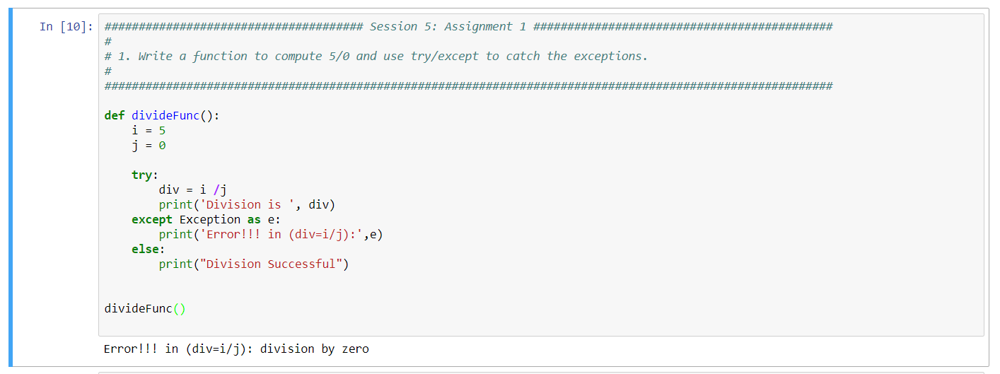 In [10]:
###################################### Session 5: Assignment 1 ############################################
#
# 1. Write a function to compute 5/0 and use try/except to catch the exceptions.
#
###########################################################################################################
def divideFunc():
    i = 5
    j = 0
    try:
        div = i /j
        print('Division is ', div)
    except Exception as e:
        print('Error!!! in (div=i/j):',e)
    else:
        print("Division Successful")
divideFunc()
Error!!! in (div=i/j): division by zero